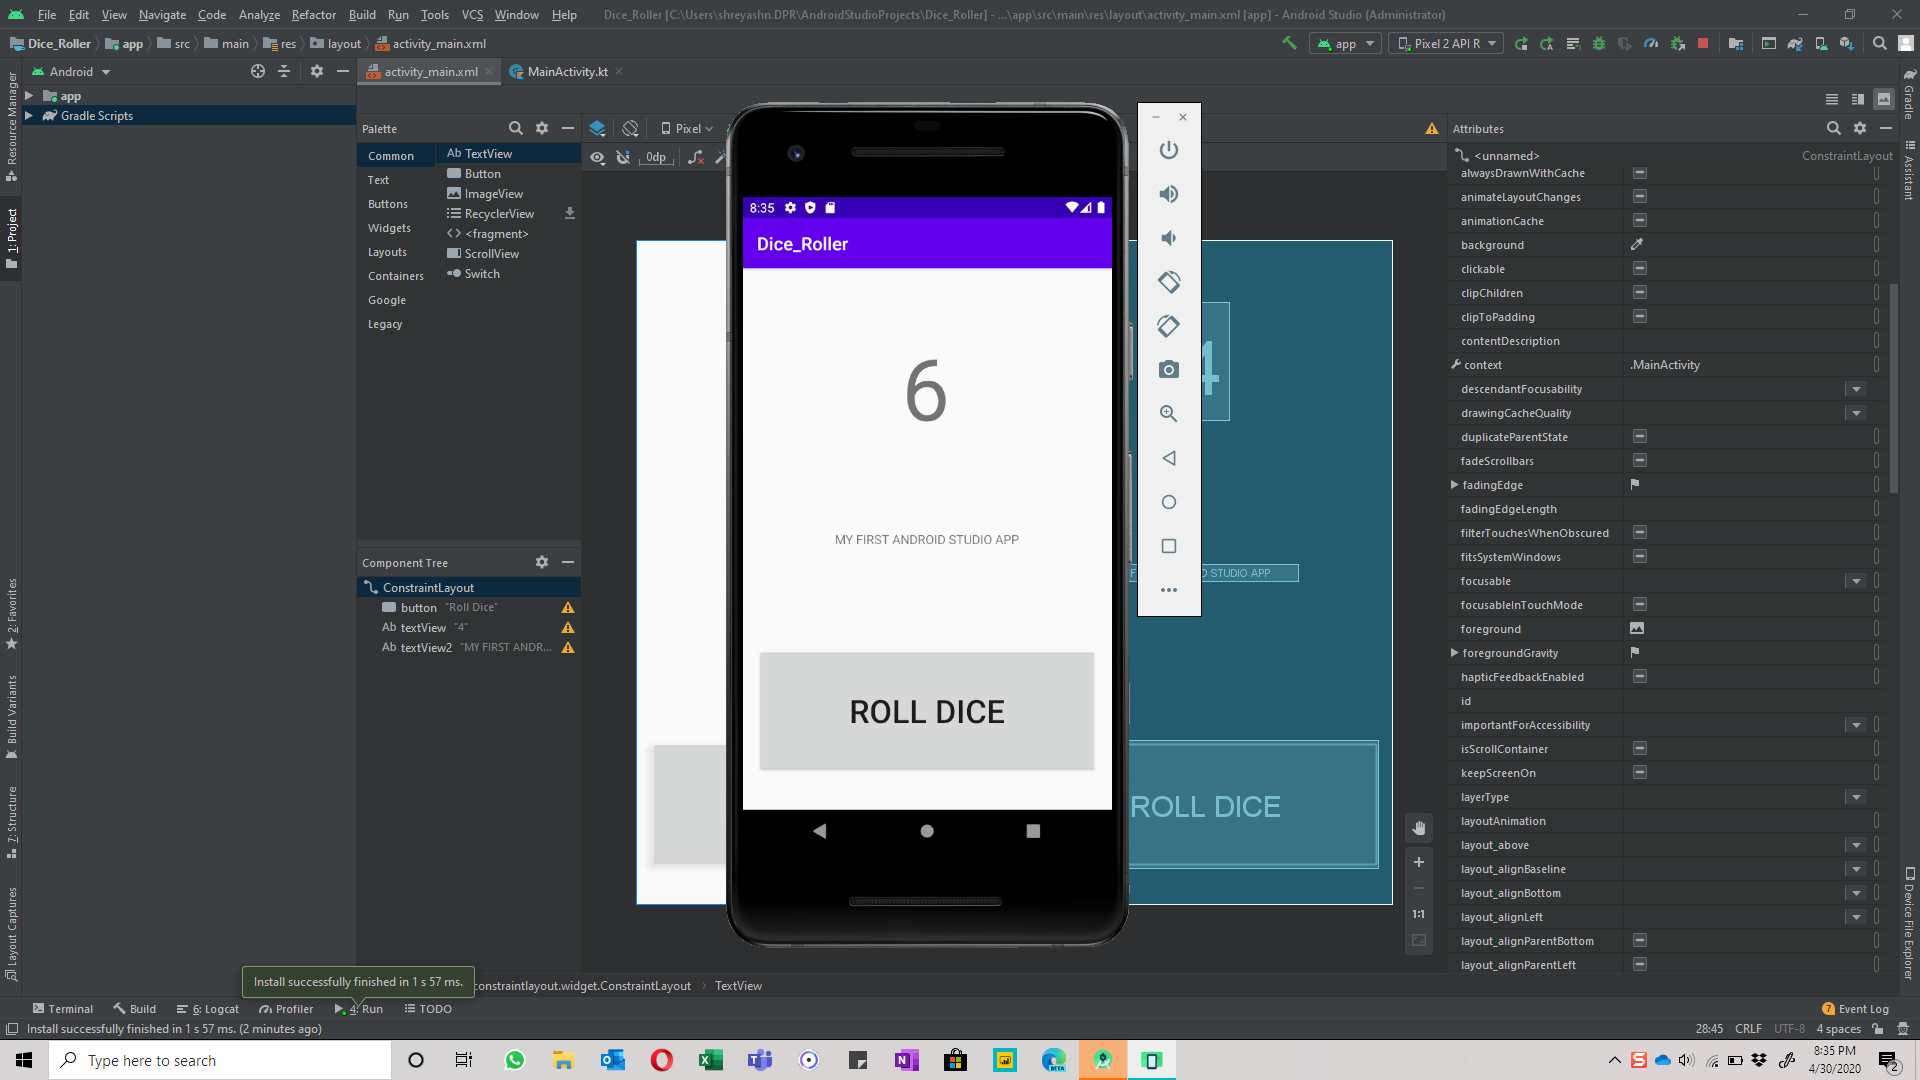 File Edit View Navigate Code Analyze Refactor Build Run Tools VCS Window Help Dice_Roller [C:\Users\shreyashn.DPR\AndroidStudioProjects\Dice_Roller] - ...\app\src\main\res\layout\activity_main.xml [app] - Android Studio (Administrator)
Dice_Roller app src main res layout activity_main.xml app Pixel 2 API R
Android activity_main.xml MainActivity.kt
app
Gradle Scripts
Resource Manager
1: Project
2: Favorites
Build Variants
7: Structure
Layout Captures
Palette
Common
Text
Buttons
Widgets
Layouts
Containers
Google
Legacy
Ab TextView
Button
ImageView
RecyclerView
<fragment>
ScrollView
Switch
Component Tree
ConstraintLayout
button "Roll Dice"
Ab textView "4"
Ab textView2 "MY FIRST ANDR...
Pixel
0dp
8:35
Dice_Roller
6
MY FIRST ANDROID STUDIO APP
ROLL DICE
4
STUDIO APP
ROLL DICE
1:1
Attributes
<unnamed> ConstraintLayout
alwaysDrawnWithCache
animateLayoutChanges
animationCache
background
clickable
clipChildren
clipToPadding
contentDescription
context .MainActivity
descendantFocusability
drawingCacheQuality
duplicateParentState
fadeScrollbars
fadingEdge
fadingEdgeLength
filterTouchesWhenObscured
fitsSystemWindows
focusable
focusableInTouchMode
foreground
foregroundGravity
hapticFeedbackEnabled
id
importantForAccessibility
isScrollContainer
keepScreenOn
layerType
layoutAnimation
layout_above
layout_alignBaseline
layout_alignBottom
layout_alignLeft
layout_alignParentBottom
layout_alignParentLeft
Gradle
Assistant
Device File Explorer
Install successfully finished in 1 s 57 ms.
constraintlayout.widget.ConstraintLayout TextView
Terminal Build 6: Logcat Profiler 4: Run TODO 7 Event Log
Install successfully finished in 1 s 57 ms. (2 minutes ago) 28:45 CRLF UTF-8 4 spaces
Type here to search
BETA
8:35 PM
4/30/2020
2